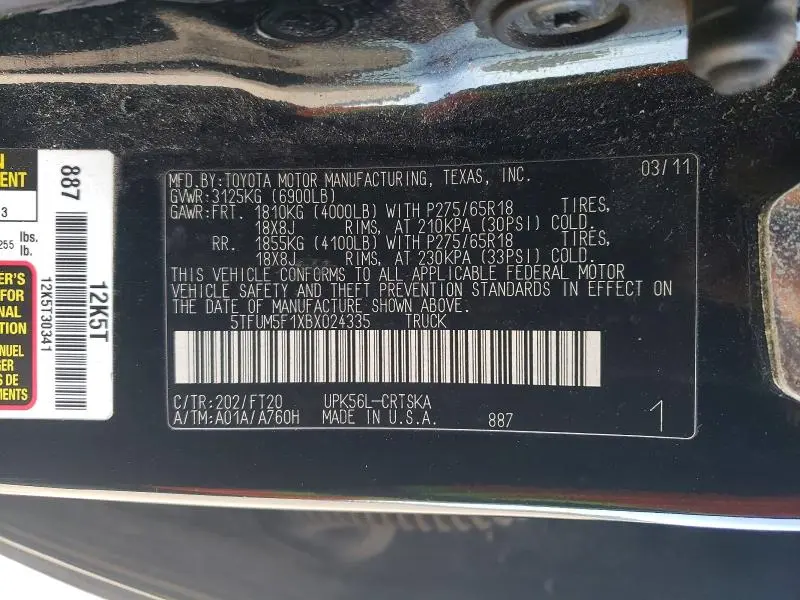 MFD.BY:TOYOTA MOTOR MANUFACTURING, TEXAS, INC. 03/11
GVWR:3125KG (6900LB)
GAWR:FRT. 1810KG (4000LB) WITH P275/65R18 TIRES,
18X8J RIMS, AT 210KPA (30PSI) COLD.
RR. 1855KG (4100LB) WITH P275/65R18 TIRES,
18X8J RIMS, AT 230KPA (33PSI) COLD.
THIS VEHICLE CONFORMS TO ALL APPLICABLE FEDERAL MOTOR
VEHICLE SAFETY AND THEFT PREVENTION STANDARDS IN EFFECT ON
THE DATE OF MANUFACTURE SHOWN ABOVE.
5TFUM5F1XBX024335 TRUCK
C/TR:202/FT20 UPK56L-CRTSKA
A/TM:A01A/A760H MADE IN U.S.A. 887 1
887
12K5T
12K5T30341
255 lbs.
lb.
FOR